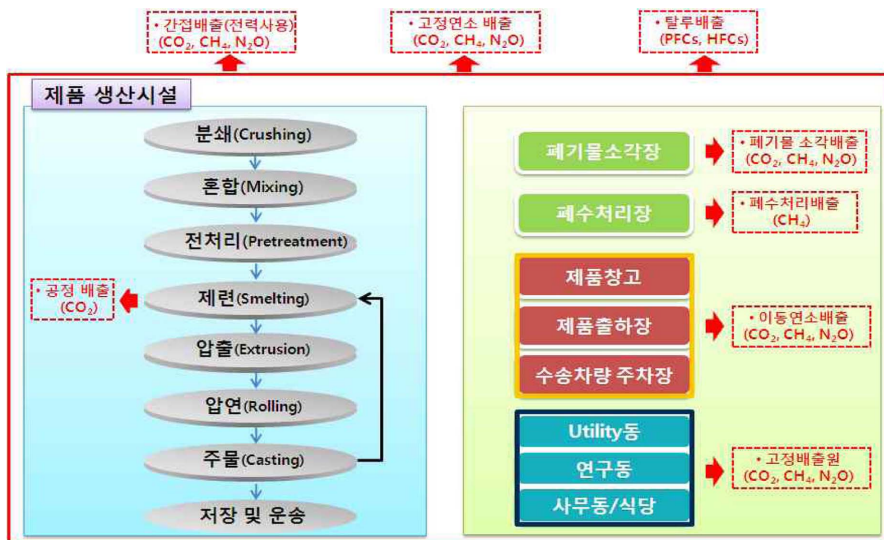 • 간접배출(전력사용)
(CO₂, CH₄, N₂O)
• 고정연소 배출
(CO₂, CH₄, N₂O)
• 탈루배출
(PFCs, HFCs)
제품 생산시설
분쇄(Crushing)
혼합(Mixing)
전처리(Pretreatment)
제련(Smelting)
압출(Extrusion)
압연(Rolling)
주물(Casting)
저장 및 운송
• 공정 배출
(CO₂)
폐기물소각장
• 폐기물 소각배출
(CO₂, CH₄, N₂O)
폐수처리장
• 폐수처리배출
(CH₄)
제품창고
제품출하장
수송차량 주차장
• 이동연소배출
(CO₂, CH₄, N₂O)
Utility동
연구동
사무동/식당
• 고정배출원
(CO₂, CH₄, N₂O)